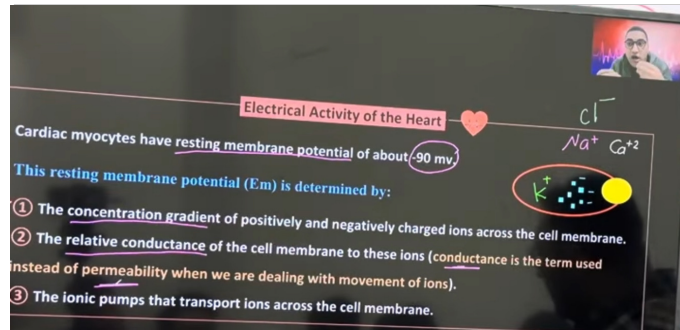 Electrical Activity of the Heart
Cl⁻
Na⁺ Ca⁺²
Cardiac myocytes have resting membrane potential of about -90 mv.
K⁺
This resting membrane potential (Em) is determined by:
① The concentration gradient of positively and negatively charged ions across the cell membrane.
② The relative conductance of the cell membrane to these ions (conductance is the term used
instead of permeability when we are dealing with movement of ions).
③ The ionic pumps that transport ions across the cell membrane.